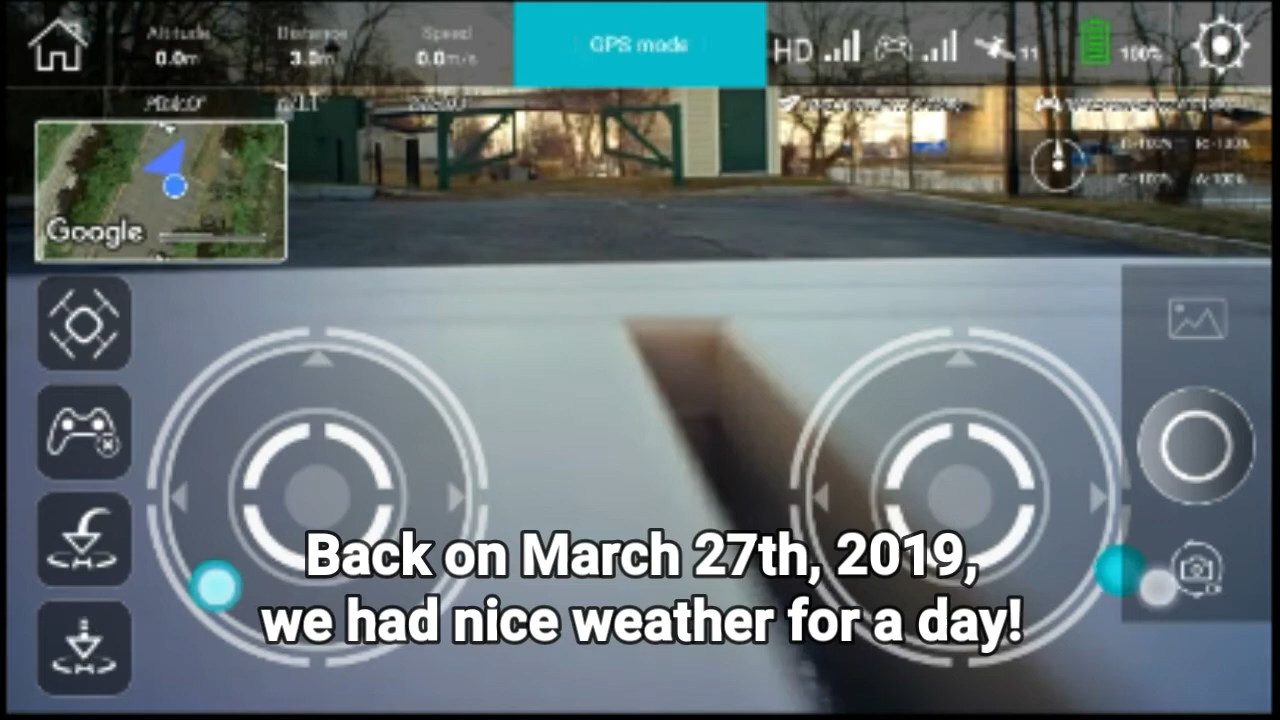 Altitude
Distance
Speed
0.0m
3.0m
0.0m/s
GPS mode
HD
11
100%
Google
Back on March 27th, 2019,
we had nice weather for a day!